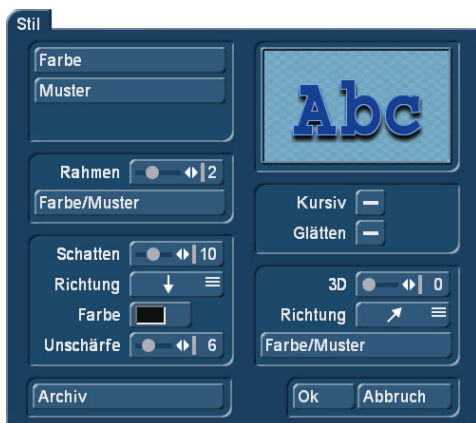 Stil
Farbe
Muster
Abc
Rahmen 2
Farbe/Muster
Kursiv
Glätten
Schatten 10
Richtung
Farbe
Unschärfe 6
3D 0
Richtung
Farbe/Muster
Archiv
Ok Abbruch